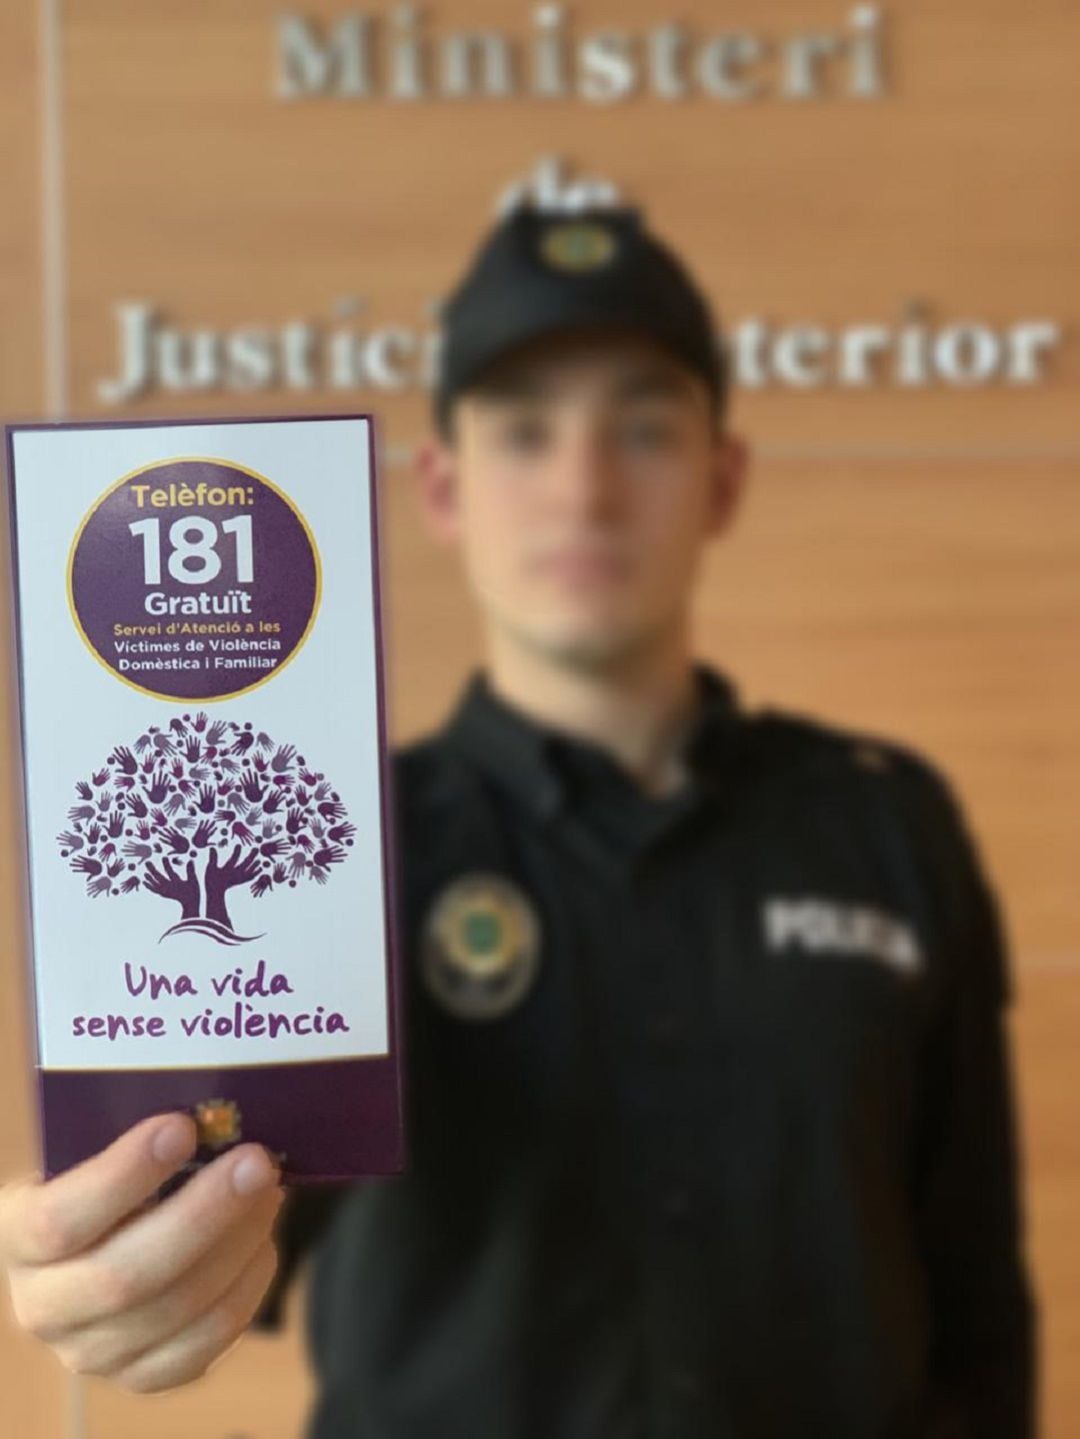 Ministeri
de
Justíci terior
Telèfon:
181
Gratuït
Servei d'Atenció a les
Víctimes de Violència
Domèstica i Familiar
Una vida
sense violència
POLICIA